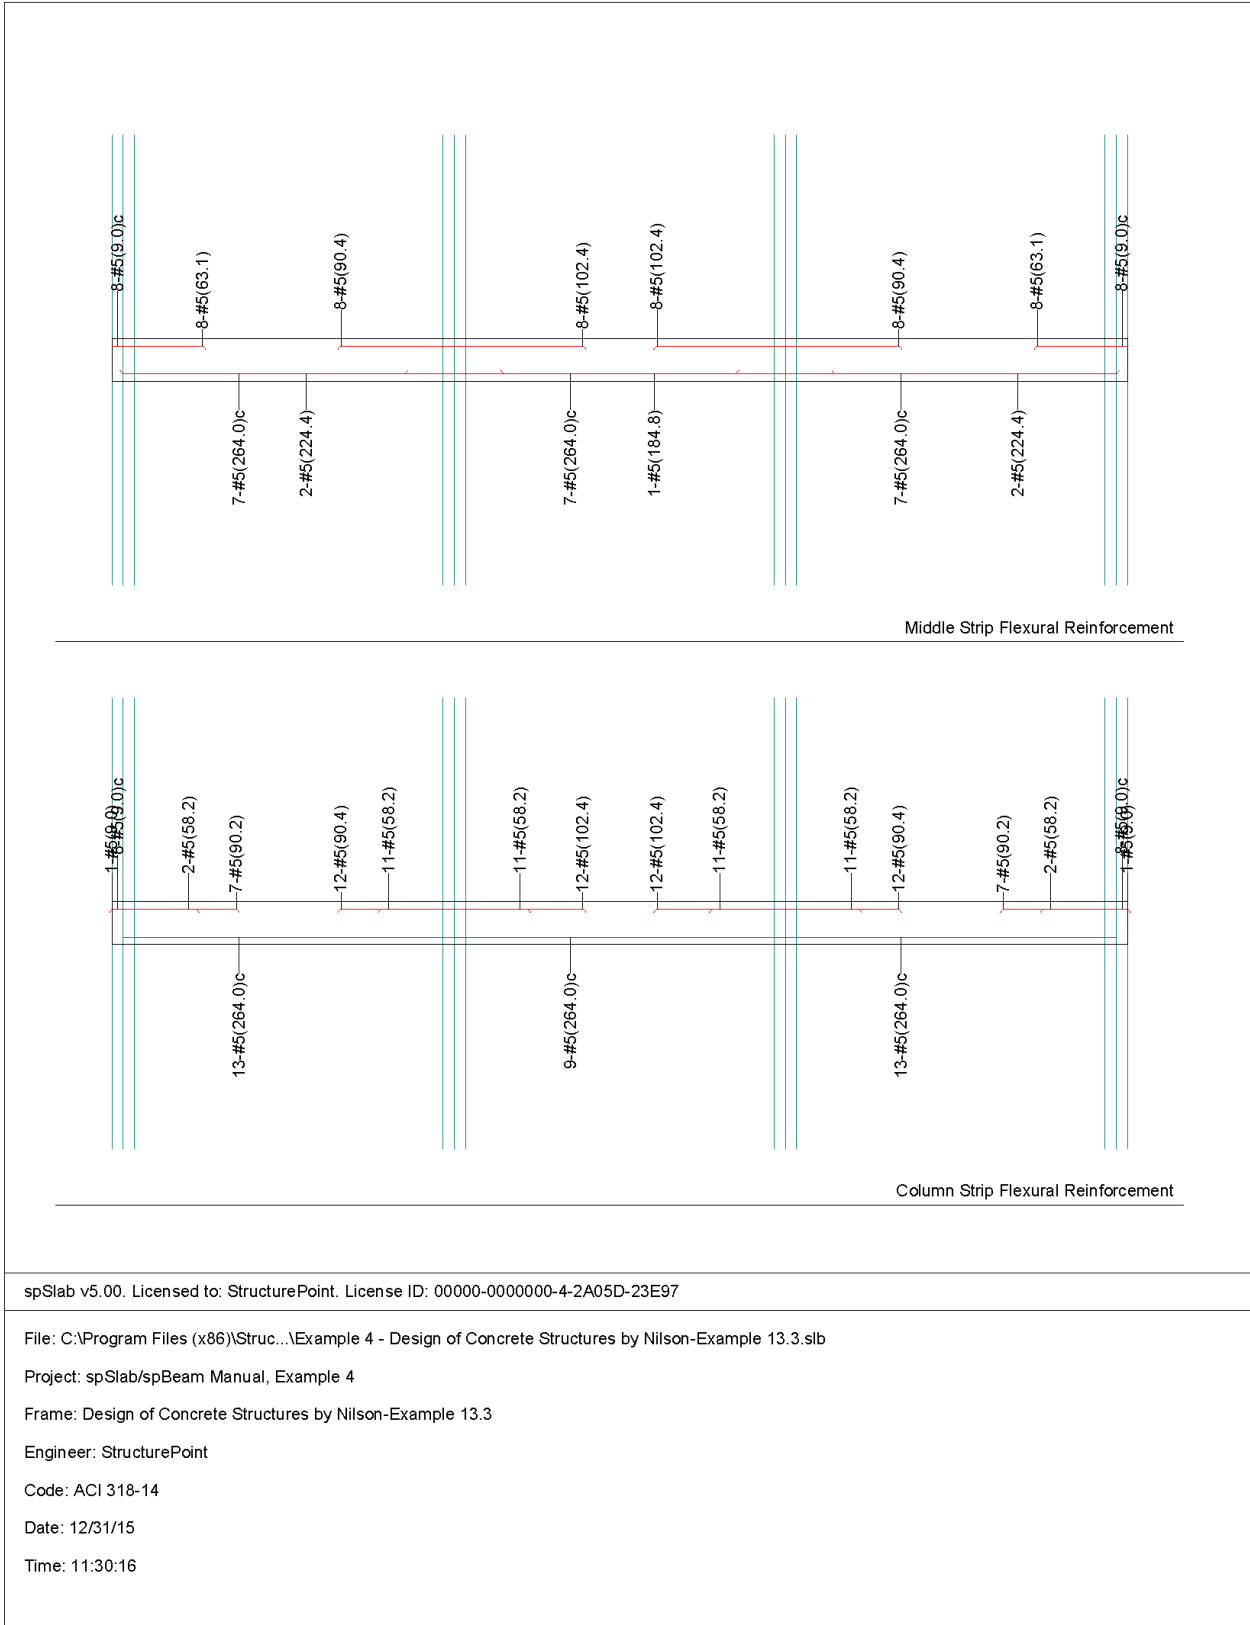 8-#5(9.0)c
8-#5(63.1)
8-#5(90.4)
8-#5(102.4)
8-#5(102.4)
8-#5(90.4)
8-#5(63.1)
8-#5(9.0)c
7-#5(264.0)c
2-#5(224.4)
7-#5(264.0)c
1-#5(184.8)
7-#5(264.0)c
2-#5(224.4)
Middle Strip Flexural Reinforcement
1-#5(9.0)
2-#5(58.2)
7-#5(90.2)
12-#5(90.4)
11-#5(58.2)
11-#5(58.2)
12-#5(102.4)
12-#5(102.4)
11-#5(58.2)
11-#5(58.2)
12-#5(90.4)
7-#5(90.2)
2-#5(58.2)
1-#5(9.0)
13-#5(264.0)c
9-#5(264.0)c
13-#5(264.0)c
Column Strip Flexural Reinforcement
spSlab v5.00. Licensed to: StructurePoint. License ID: 00000-0000000-4-2A05D-23E97
File: C:\Program Files (x86)\Struc...\Example 4 - Design of Concrete Structures by Nilson-Example 13.3.slb
Project: spSlab/spBeam Manual, Example 4
Frame: Design of Concrete Structures by Nilson-Example 13.3
Engineer: StructurePoint
Code: ACI 318-14
Date: 12/31/15
Time: 11:30:16